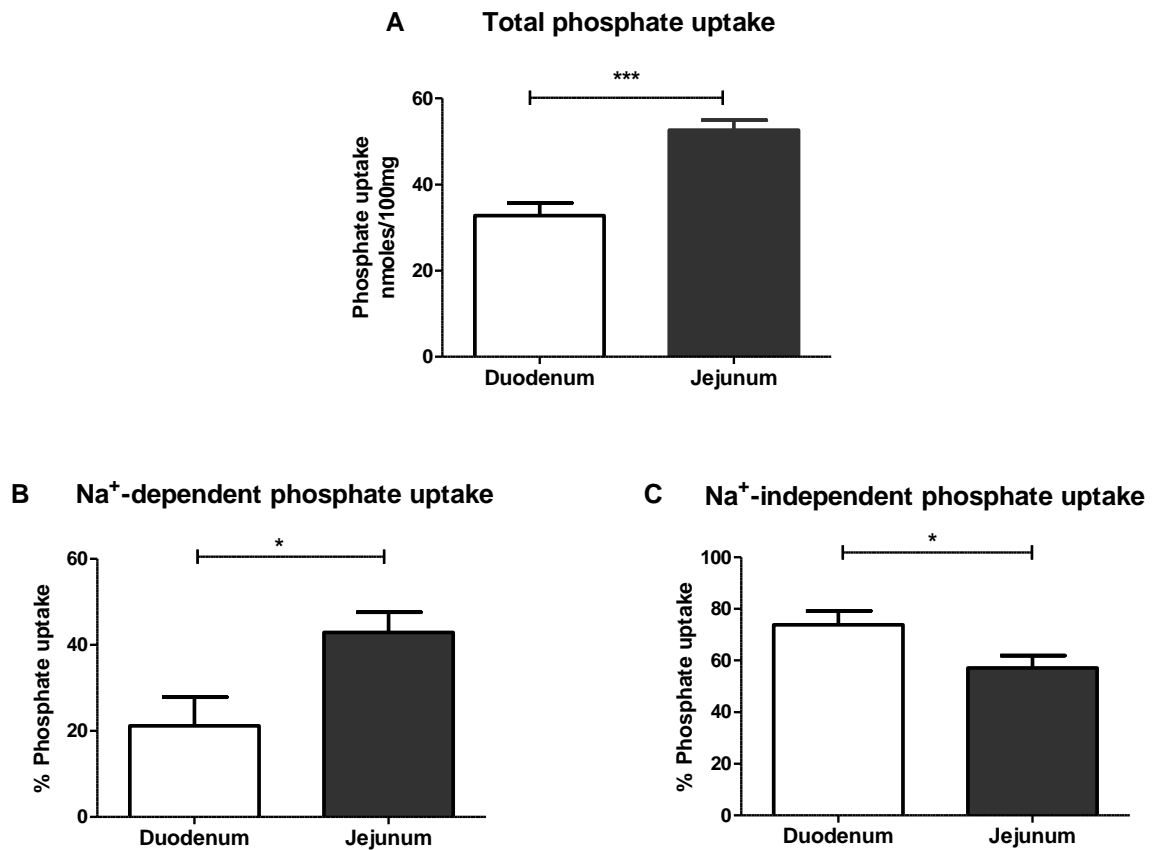 A Total phosphate uptake
***
Phosphate uptake
nmoles/100mg
60
40
20
0
Duodenum Jejunum
B Na⁺-dependent phosphate uptake
*
% Phosphate uptake
60
40
20
0
Duodenum Jejunum
C Na⁺-independent phosphate uptake
*
% Phosphate uptake
100
80
60
40
20
0
Duodenum Jejunum